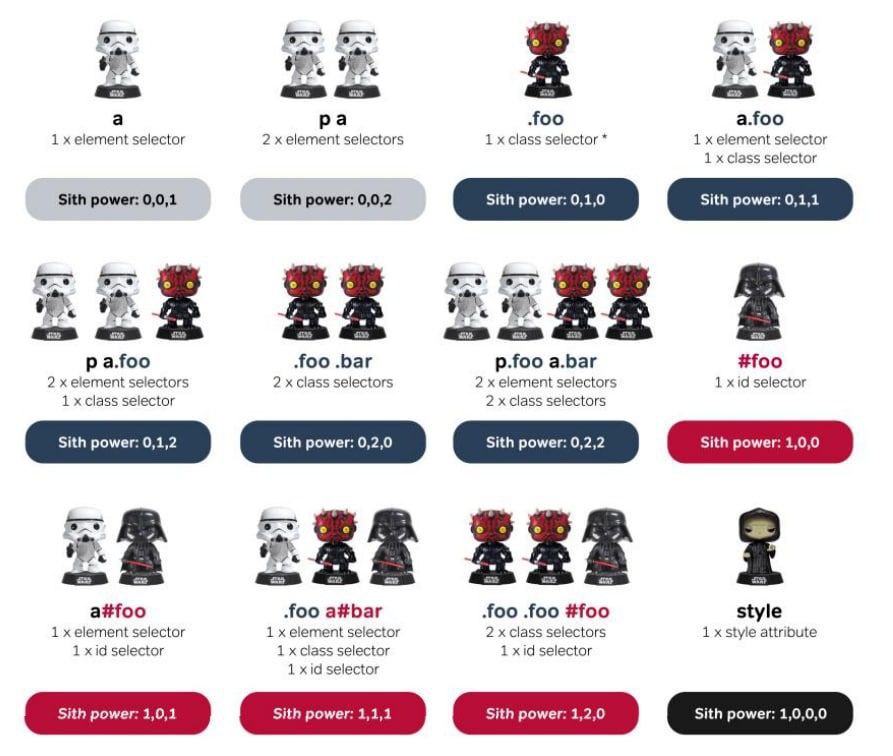 a
1 x element selector
Sith power: 0,0,1
p a
2 x element selectors
Sith power: 0,0,2
.foo
1 x class selector *
Sith power: 0,1,0
a.foo
1 x element selector
1 x class selector
Sith power: 0,1,1
p a.foo
2 x element selectors
1 x class selector
Sith power: 0,1,2
.foo .bar
2 x class selectors
Sith power: 0,2,0
p.foo a.bar
2 x element selectors
2 x class selectors
Sith power: 0,2,2
#foo
1 x id selector
Sith power: 1,0,0
a#foo
1 x element selector
1 x id selector
Sith power: 1,0,1
.foo a#bar
1 x element selector
1 x class selector
1 x id selector
Sith power: 1,1,1
.foo .foo #foo
2 x class selectors
1 x id selector
Sith power: 1,2,0
style
1 x style attribute
Sith power: 1,0,0,0